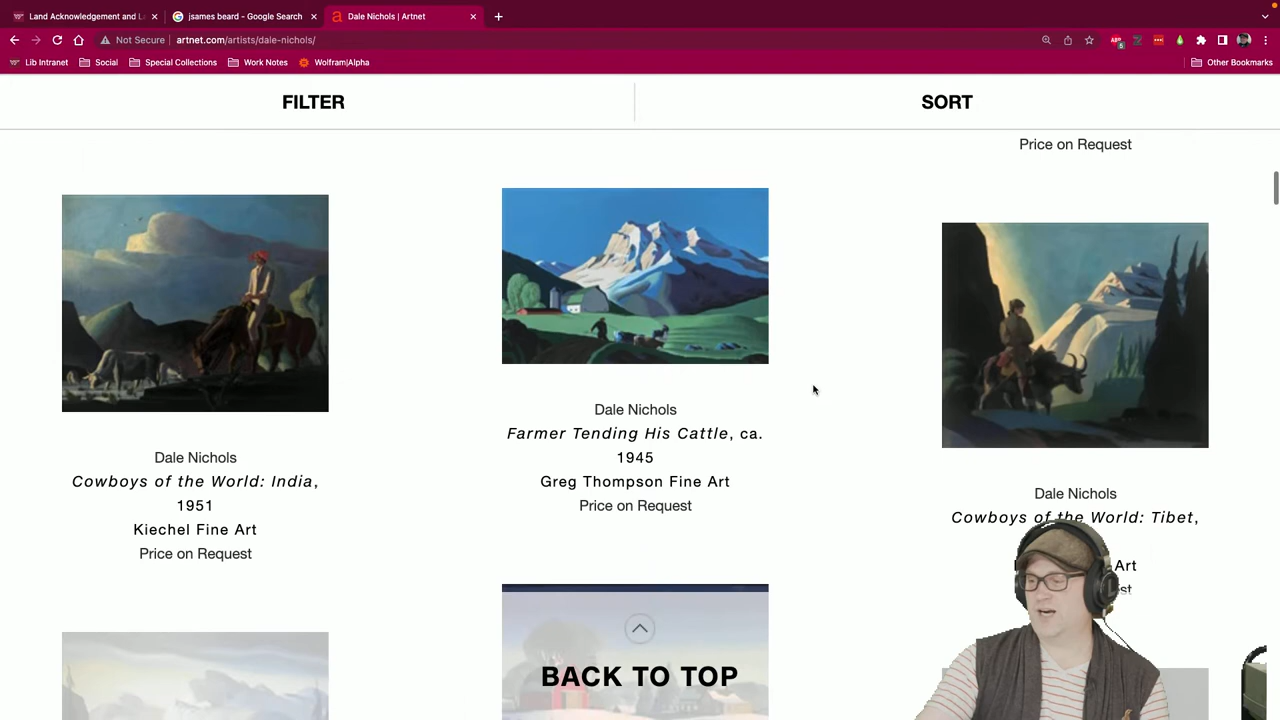 Land Acknowledgement and L
jsames beard - Google Search
Dale Nichols | Artnet
Not Secure
artnet.com/artists/dale-nichols/
Lib Intranet
Social
Special Collections
Work Notes
Wolfram|Alpha
Other Bookmarks
FILTER
SORT
Price on Request
Dale Nichols
Cowboys of the World: India,
1951
Kiechel Fine Art
Price on Request
Dale Nichols
Farmer Tending His Cattle, ca.
1945
Greg Thompson Fine Art
Price on Request
Dale Nichols
Cowboys of the World: Tibet,
Art
BACK TO TOP